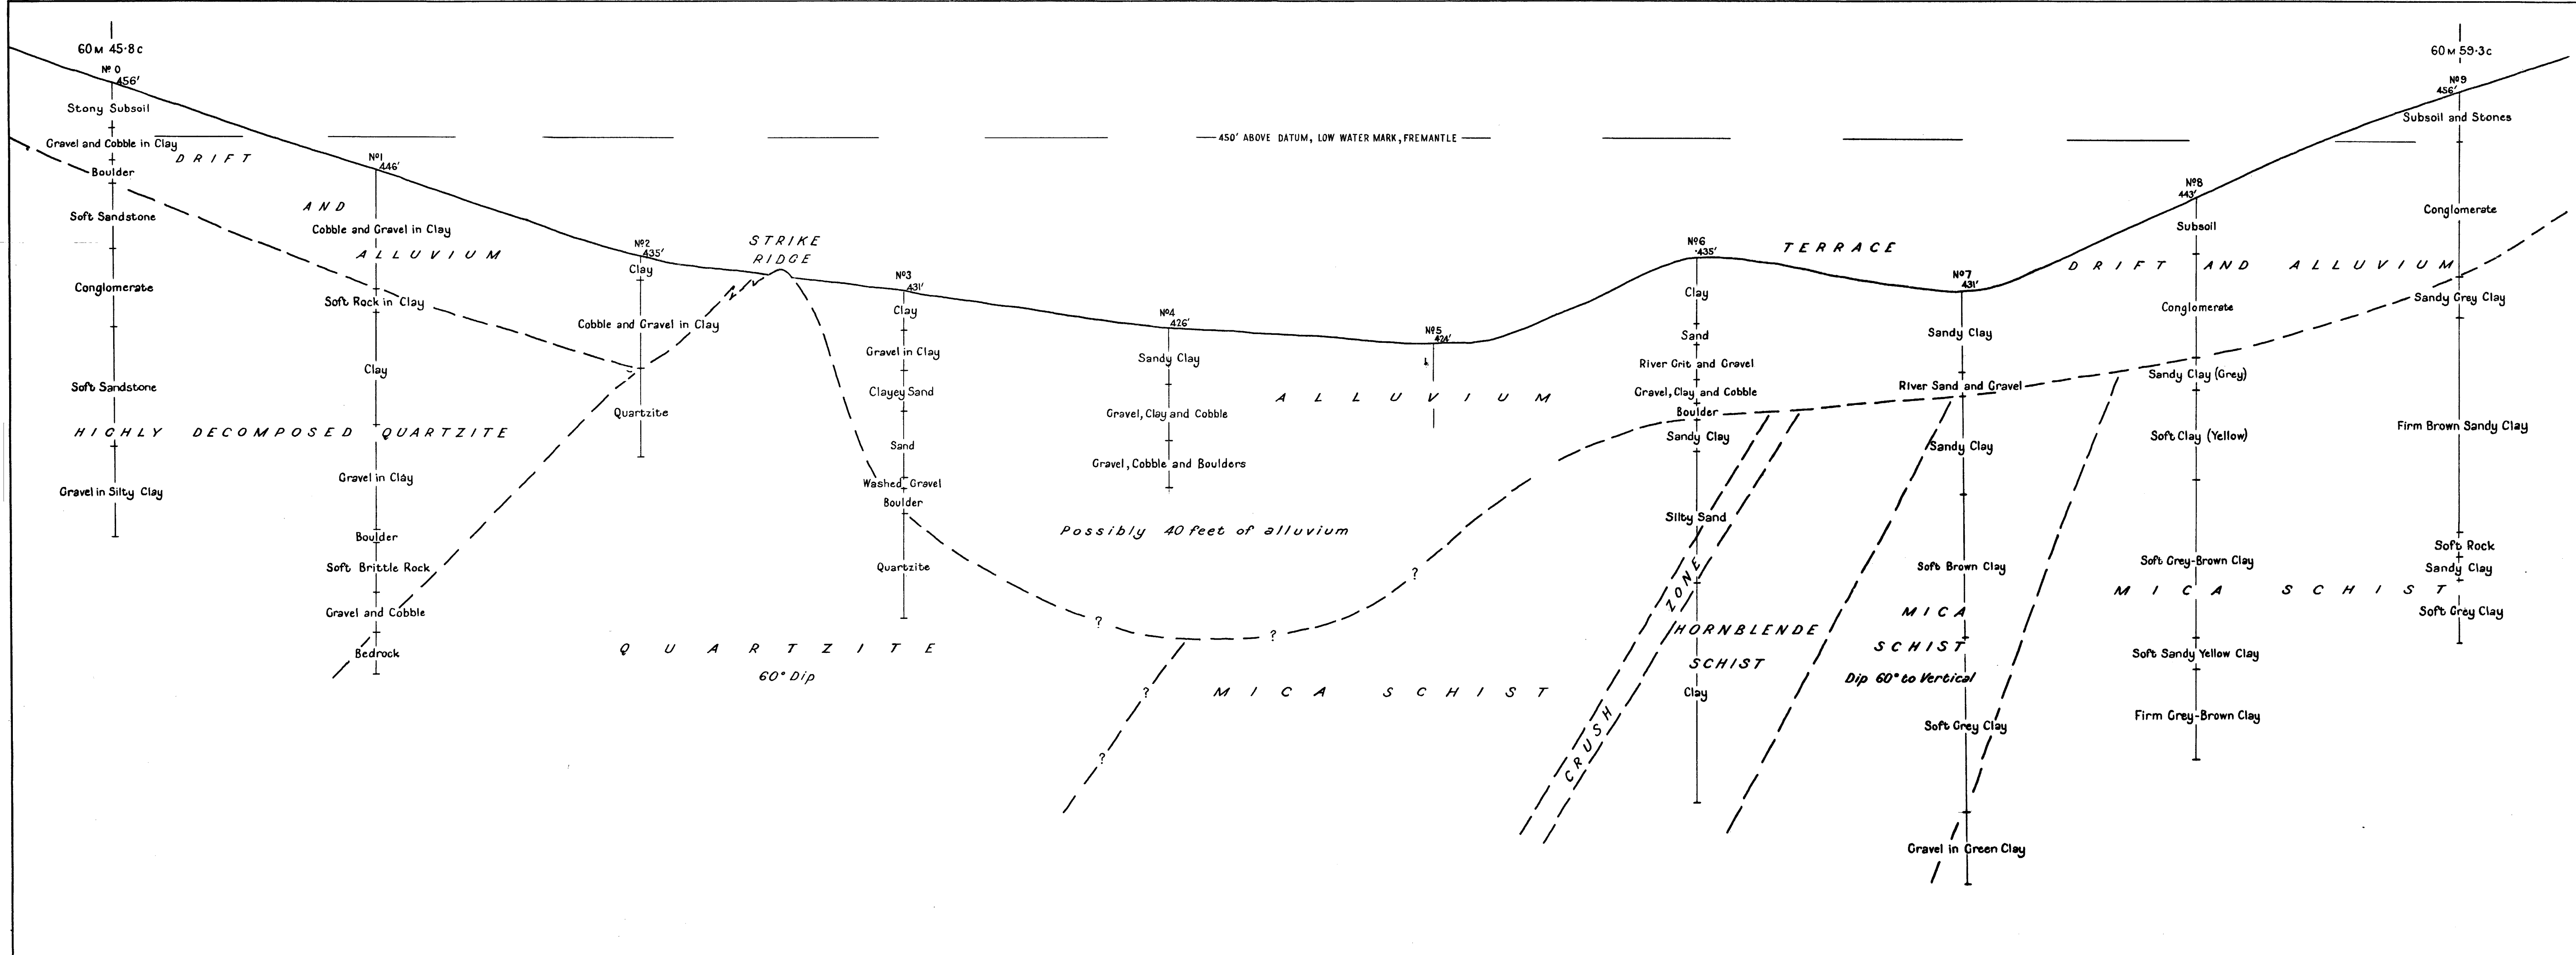 60 M 45·8 c
Nº 0
456'
Stony Subsoil
Gravel and Cobble in Clay
Boulder
Soft Sandstone
Conglomerate
Soft Sandstone
Gravel in Silty Clay
DRIFT
AND
ALLUVIUM
HIGHLY DECOMPOSED QUARTZITE
Nº1
446'
Cobble and Gravel in Clay
Soft Rock in Clay
Clay
Gravel in Clay
Boulder
Soft Brittle Rock
Gravel and Cobble
Bedrock
Nº2
435'
Clay
Cobble and Gravel in Clay
Quartzite
STRIKE
RIDGE
Nº3
431'
Clay
Gravel in Clay
Clayey Sand
Sand
Washed Gravel
Boulder
Quartzite
QUARTZITE
60° Dip
450' ABOVE DATUM, LOW WATER MARK, FREMANTLE
Nº4
426'
Sandy Clay
Gravel, Clay and Cobble
Gravel, Cobble and Boulders
Nº5
424'
ALLUVIUM
Possibly 40 feet of alluvium
?
?
?
?
?
MICA SCHIST
CRUSH ZONE
Nº6
435'
Clay
Sand
River Grit and Gravel
Gravel, Clay and Cobble
Boulder
Sandy Clay
Silty Sand
HORNBLENDE
SCHIST
Clay
TERRACE
Nº7
431'
Sandy Clay
River Sand and Gravel
Sandy Clay
Soft Brown Clay
MICA
SCHIST
Dip 60° to Vertical
Soft Grey Clay
Gravel in Green Clay
Nº8
443'
Subsoil
DRIFT AND ALLUVIUM
Conglomerate
Sandy Clay (Grey)
Soft Clay (Yellow)
Soft Grey-Brown Clay
MICA SCHIST
Soft Sandy Yellow Clay
Firm Grey-Brown Clay
60 M 59·3 c
Nº9
456'
Subsoil and Stones
Conglomerate
Sandy Grey Clay
Firm Brown Sandy Clay
Soft Rock
Sandy Clay
Soft Grey Clay